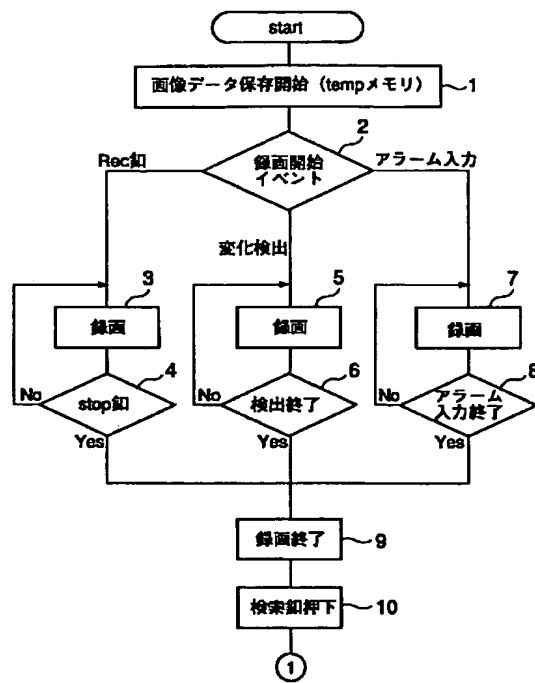 start
画像データ保存開始（tempメモリ）
1
2
Rec釦
録画開始
イベント
アラーム入力
変化検出
3
録画
5
録画
7
録画
No
stop釦
4
Yes
No
検出終了
6
Yes
No
アラーム
入力終了
8
Yes
録画終了
9
検索釦押下
10
1